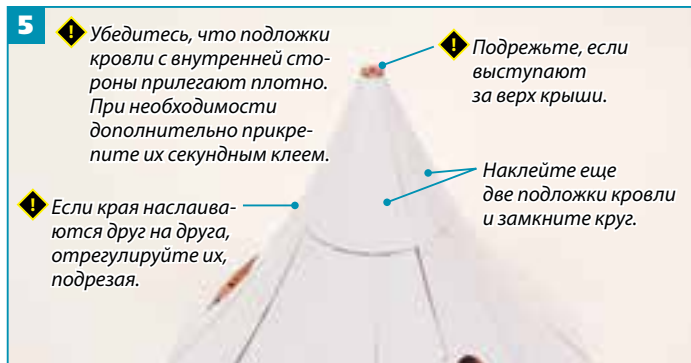 5
! Убедитесь, что подложки
кровли с внутренней сто-
роны прилегают плотно.
При необходимости
дополнительно прикре-
пите их секундным клеем.
! Подрежьте, если
выступают
за верх крыши.
Наклейте еще
две подложки кровли
и замкните круг.
! Если края наслаива-
ются друг на друга,
отрегулируйте их,
подрезая.